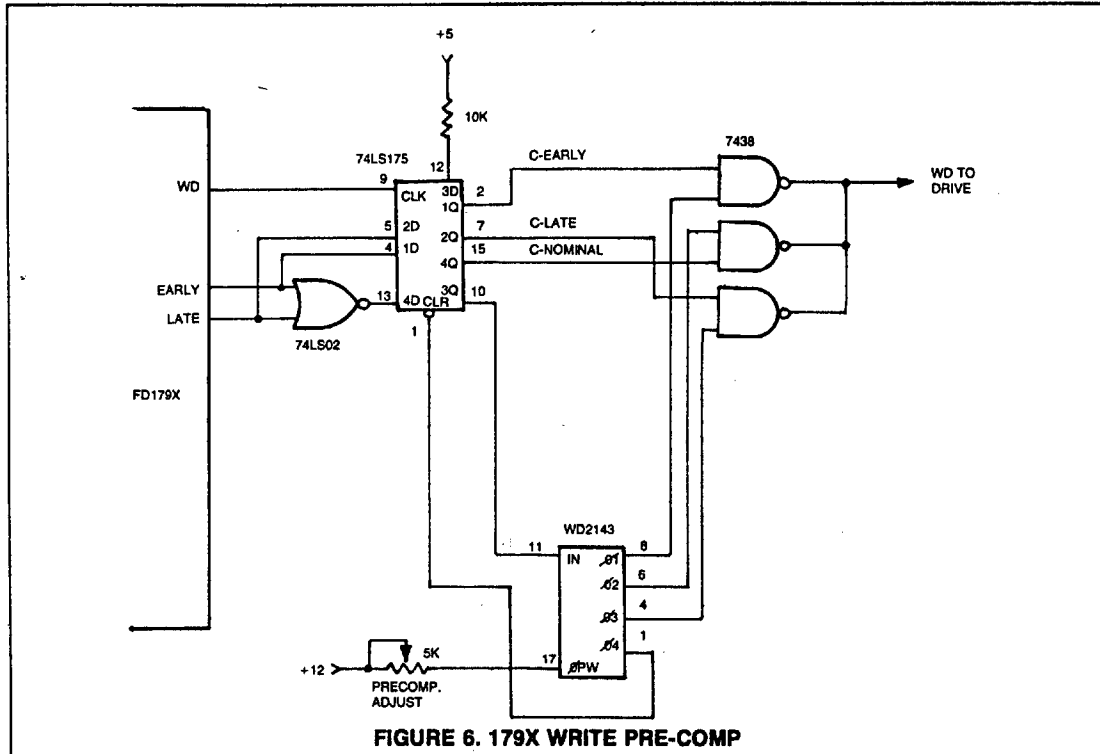 +5
10K
7438
74LS175
12
C-EARLY
WD TO
DRIVE
WD
9
CLK
3D
1Q
2
5
2D
C-LATE
2Q
7
4
1D
C-NOMINAL
4Q
15
EARLY
13
4D
CLR
3Q
10
LATE
1
74LS02
FD179X
WD2143
11
IN
Ø1
8
Ø2
6
Ø3
4
Ø4
1
+12
5K
17
ØPW
PRECOMP.
ADJUST
FIGURE 6. 179X WRITE PRE-COMP